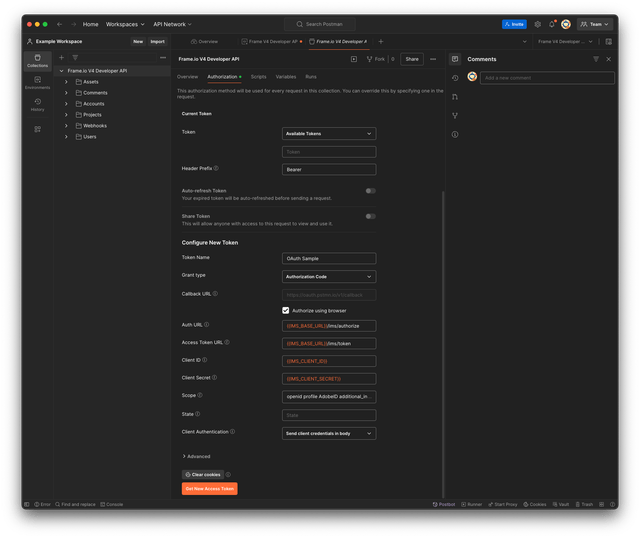 Home Workspaces API Network Search Postman Invite Team
Example Workspace New Import Overview Frame.io V4 Developer AP Frame.io V4 Developer A Frame.io V4 Developer ...
Collections
Environments
History
Frame.io V4 Developer API
Assets
Comments
Accounts
Projects
Webhooks
Users
Fork 0 Share
Overview Authorization Scripts Variables Runs
This authorization method will be used for every request in this collection. You can override this by specifying one in the
request.
Current Token
Token Available Tokens
Token
Header Prefix Bearer
Auto-refresh Token
Your expired token will be auto-refreshed before sending a request.
Share Token
This will allow anyone with access to this request to view and use it.
Configure New Token
Token Name OAuth Sample
Grant type Authorization Code
Callback URL https://oauth.pstmn.io/v1/callback
Authorize using browser
Auth URL {{IMS_BASE_URL}}/ims/authorize
Access Token URL {{IMS_BASE_URL}}/ims/token
Client ID {{IMS_CLIENT_ID}}
Client Secret {{IMS_CLIENT_SECRET}}
Scope openid profile AdobeID additional_in...
State State
Client Authentication Send client credentials in body
Advanced
Clear cookies
Get New Access Token
Comments
Add a new comment
Error Find and replace Console Postbot Runner Start Proxy Cookies Vault Trash